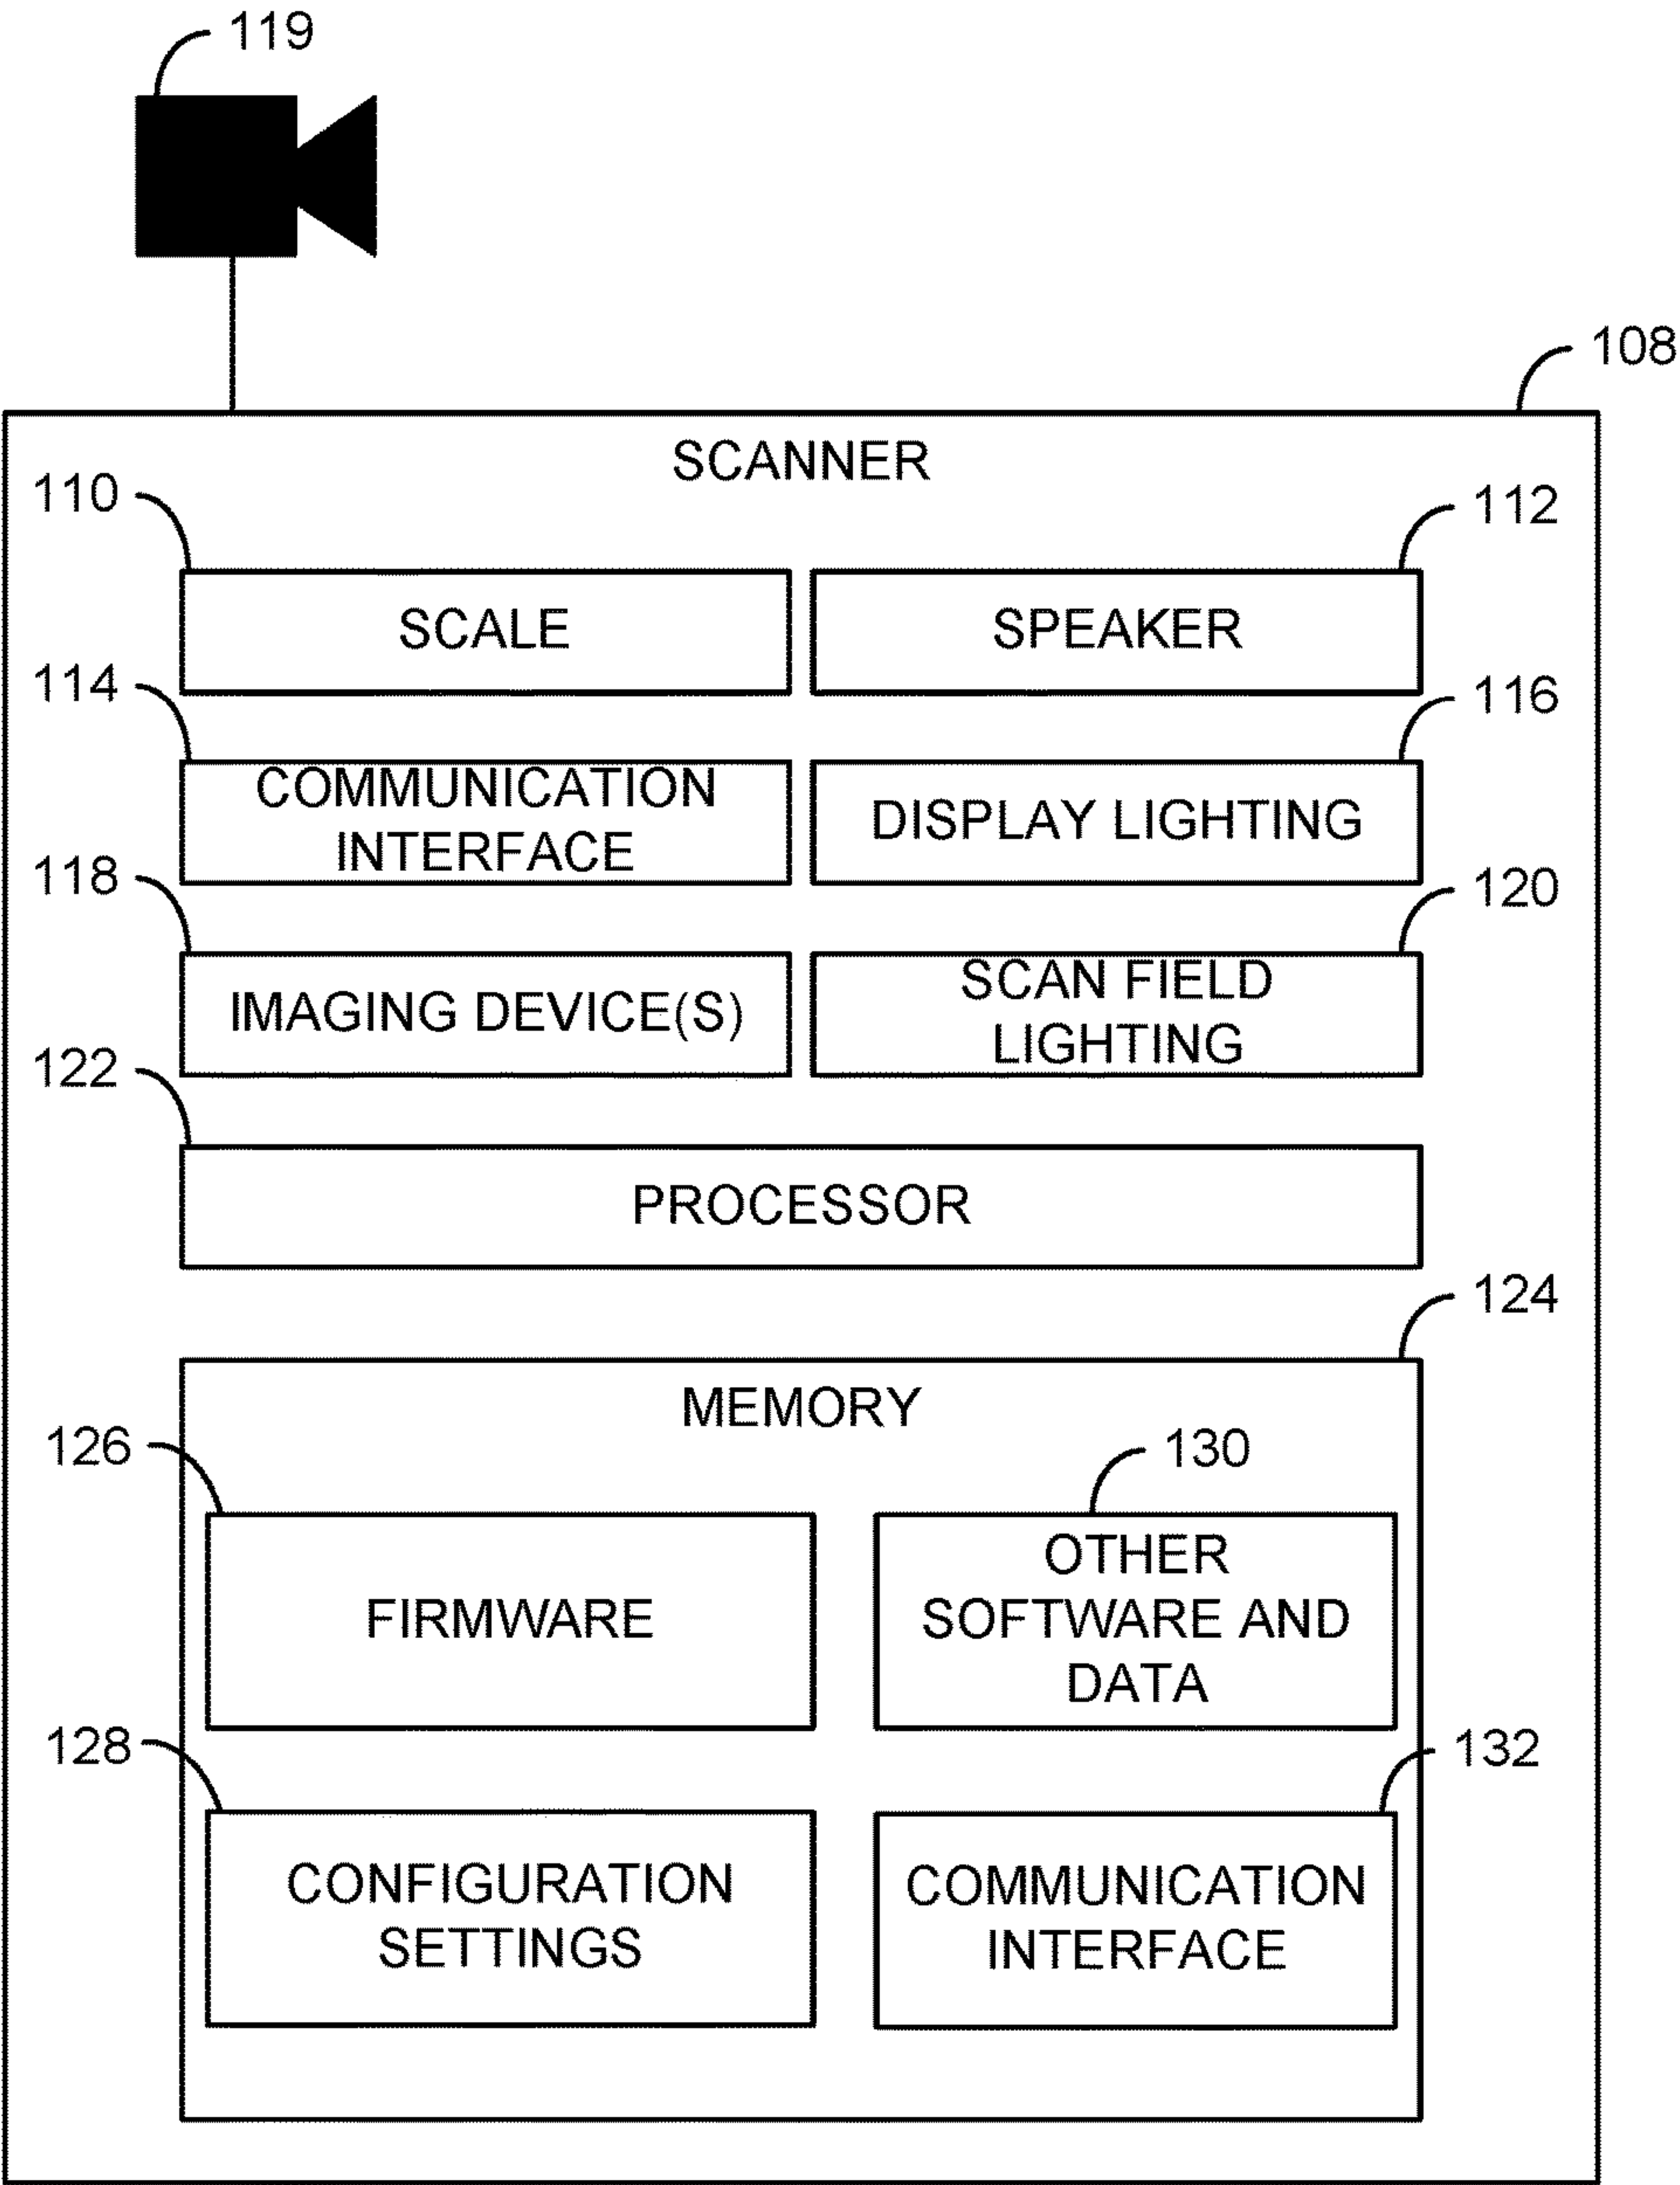 119
108
SCANNER
110
112
SCALE
SPEAKER
114
116
COMMUNICATION
INTERFACE
DISPLAY LIGHTING
118
120
IMAGING DEVICE(S)
SCAN FIELD
LIGHTING
122
PROCESSOR
124
MEMORY
126
130
FIRMWARE
OTHER
SOFTWARE AND
DATA
128
132
CONFIGURATION
SETTINGS
COMMUNICATION
INTERFACE